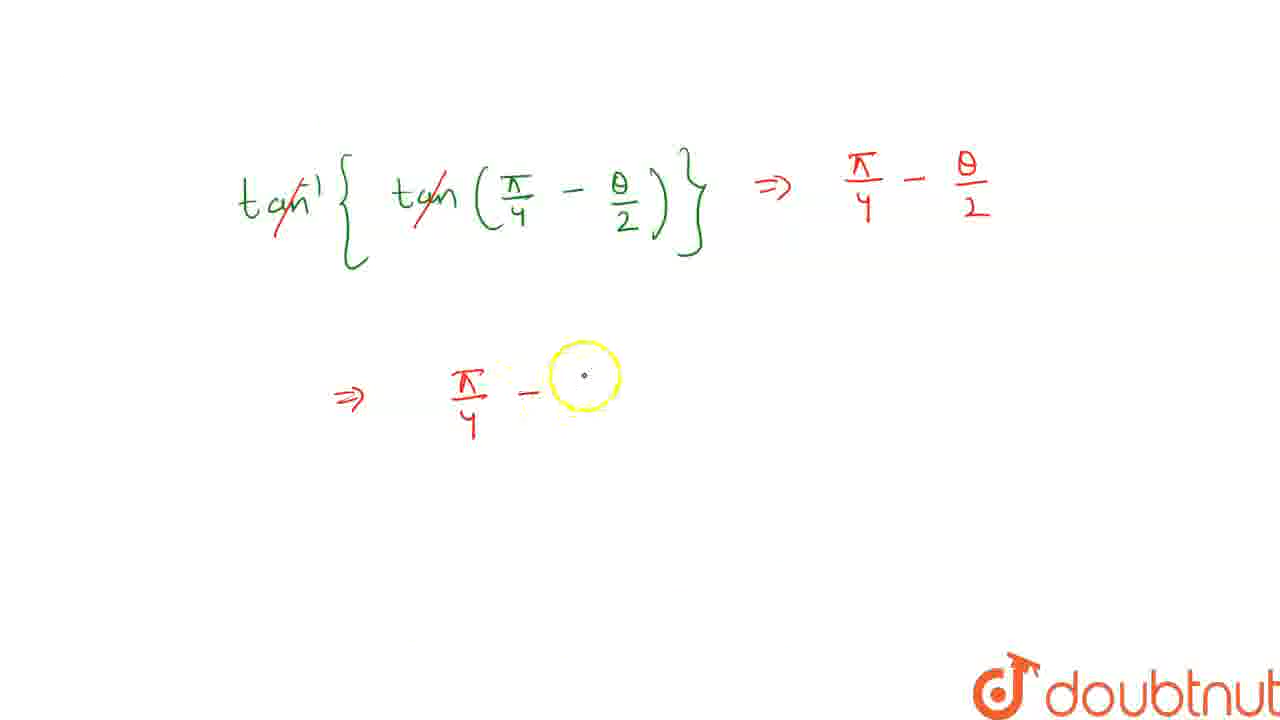 tan⁻¹ { tan ( π/4 − θ/2 ) } ⇒ π/4 − θ/2
⇒ π/4 −
doubtnut